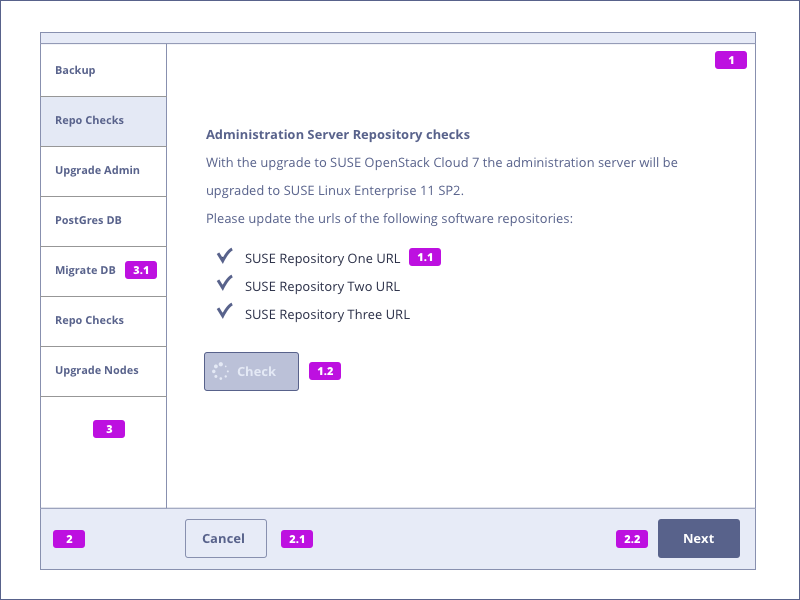 Backup
Repo Checks
Upgrade Admin
PostGres DB
Migrate DB 3.1
Repo Checks
Upgrade Nodes
3
1
Administration Server Repository checks
With the upgrade to SUSE OpenStack Cloud 7 the administration server will be
upgraded to SUSE Linux Enterprise 11 SP2.
Please update the urls of the following software repositories:
SUSE Repository One URL 1.1
SUSE Repository Two URL
SUSE Repository Three URL
Check 1.2
2 Cancel 2.1 2.2 Next